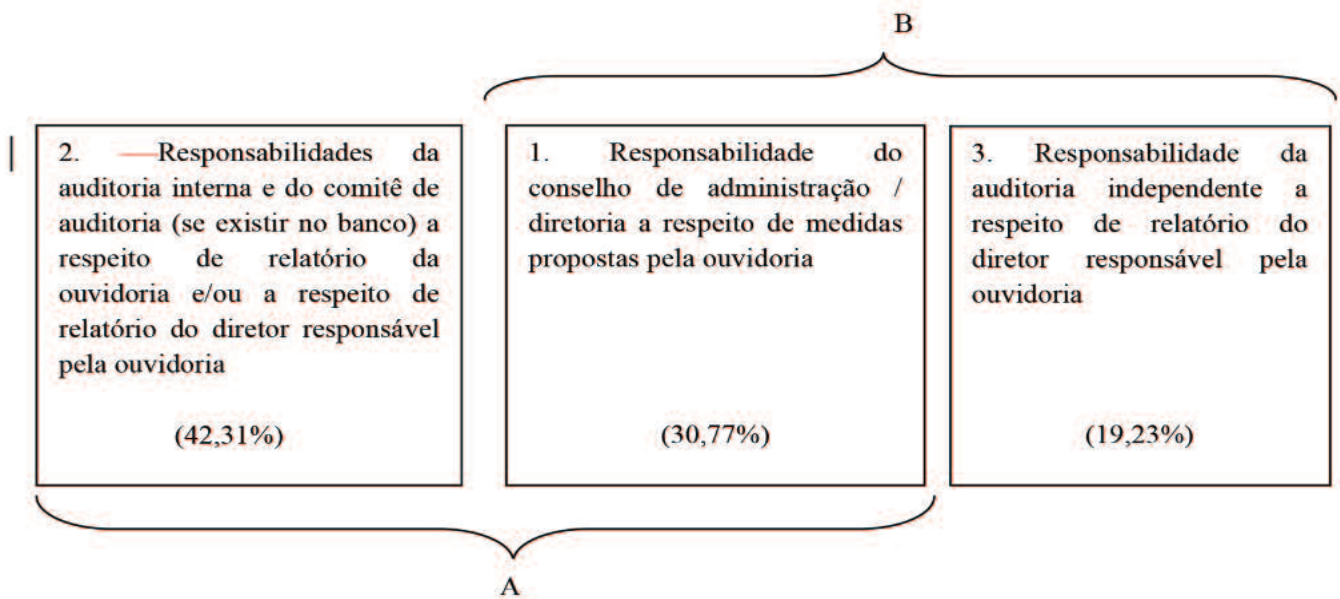 B
2. Responsabilidades da
auditoria interna e do comitê de
auditoria (se existir no banco) a
respeito de relatório da
ouvidoria e/ou a respeito de
relatório do diretor responsável
pela ouvidoria
(42,31%)
1. Responsabilidade do
conselho de administração /
diretoria a respeito de medidas
propostas pela ouvidoria
(30,77%)
3. Responsabilidade da
auditoria independente a
respeito de relatório do
diretor responsável pela
ouvidoria
(19,23%)
A